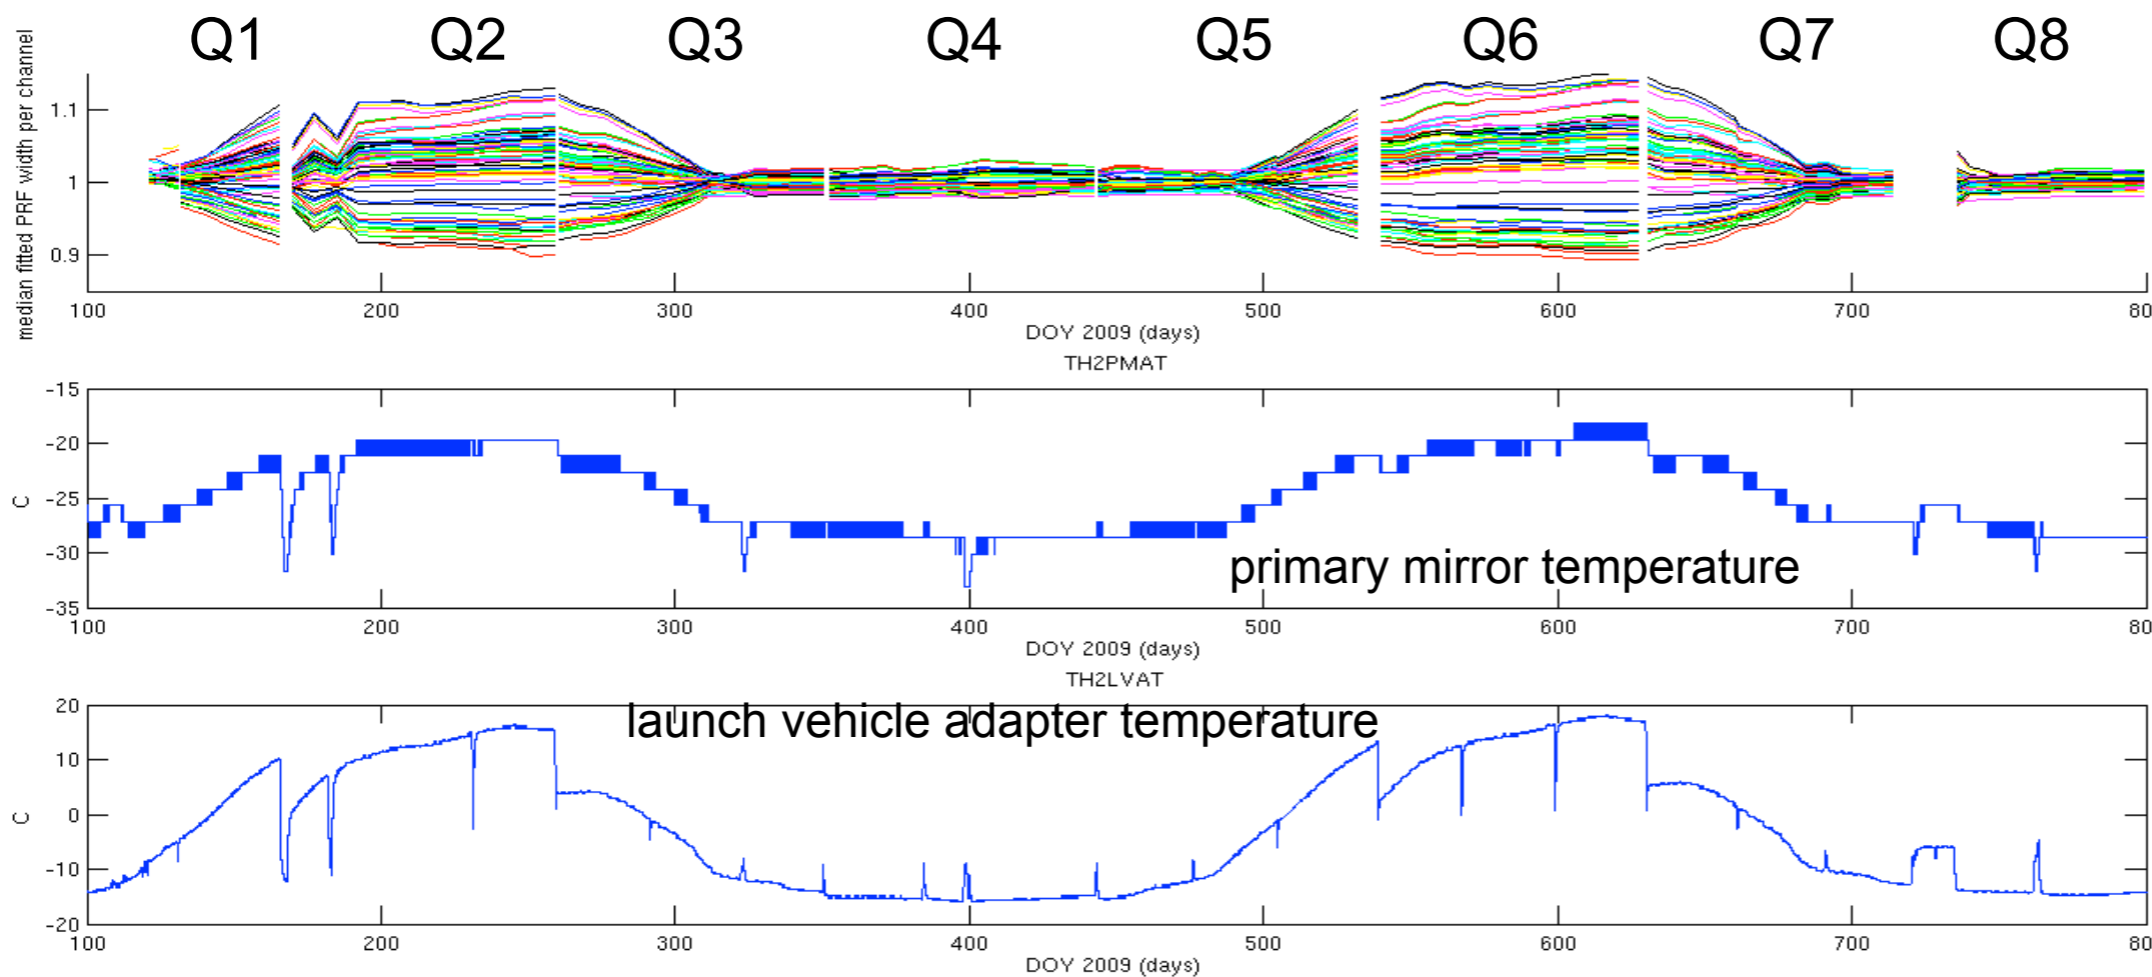 Q1 Q2 Q3 Q4 Q5 Q6 Q7 Q8
median fitted PRF width per channel
1.1
1
0.9
100 200 300 400 500 600 700 80
DOY 2009 (days)
TH2PMAT
-15
-20
-25
-30
-35
C
primary mirror temperature
100 200 300 400 500 600 700 80
DOY 2009 (days)
TH2LVAT
20
launch vehicle adapter temperature
10
0
-10
-20
C
100 200 300 400 500 600 700 80
DOY 2009 (days)